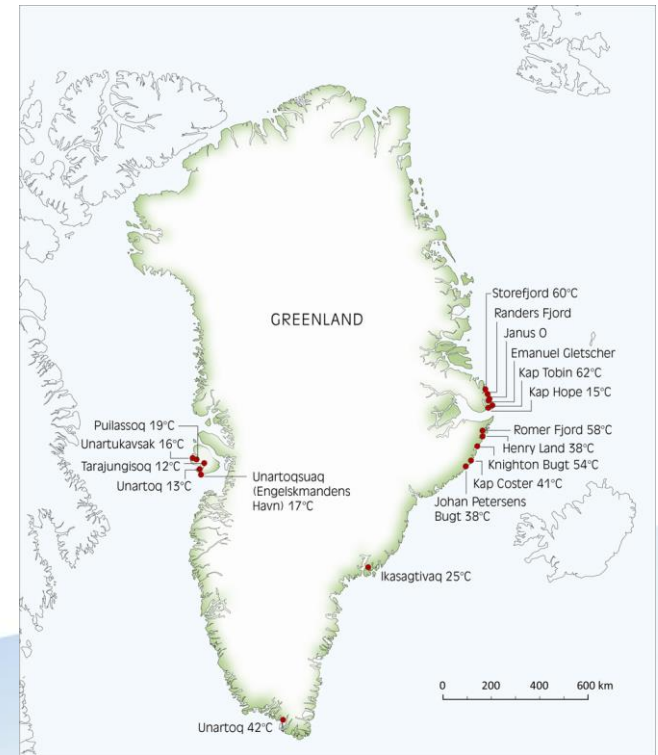 GREENLAND
Storefjord 60°C
Randers Fjord
Janus O
Emanuel Gletscher
Kap Tobin 62°C
Kap Hope 15°C
Puilassoq 19°C
Unartukavsak 16°C
Tarajungisoq 12°C
Unartoq 13°C
Unartoqsuaq
(Engelskmandens
Havn) 17°C
Romer Fjord 58°C
Henry Land 38°C
Knighton Bugt 54°C
Kap Coster 41°C
Johan Petersens
Bugt 38°C
Ikasagtivaq 25°C
0 200 400 600 km
Unartoq 42°C